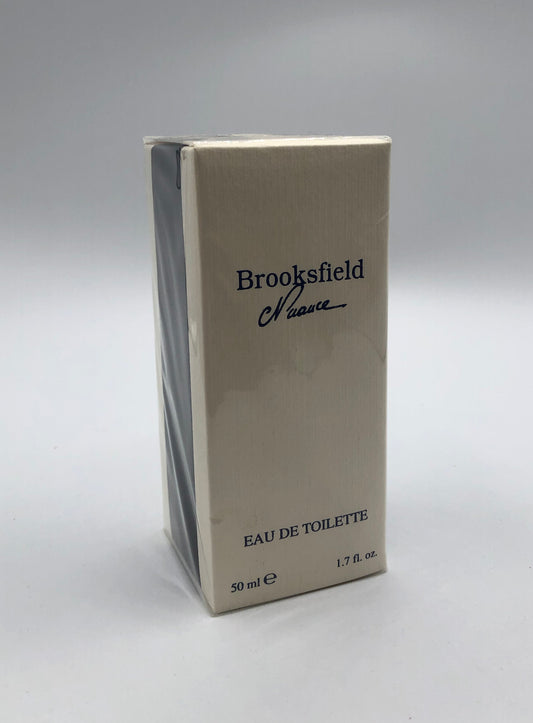 Brooksfield
Nuance
EAU DE TOILETTE
50 ml ℮
1.7 fl. oz.